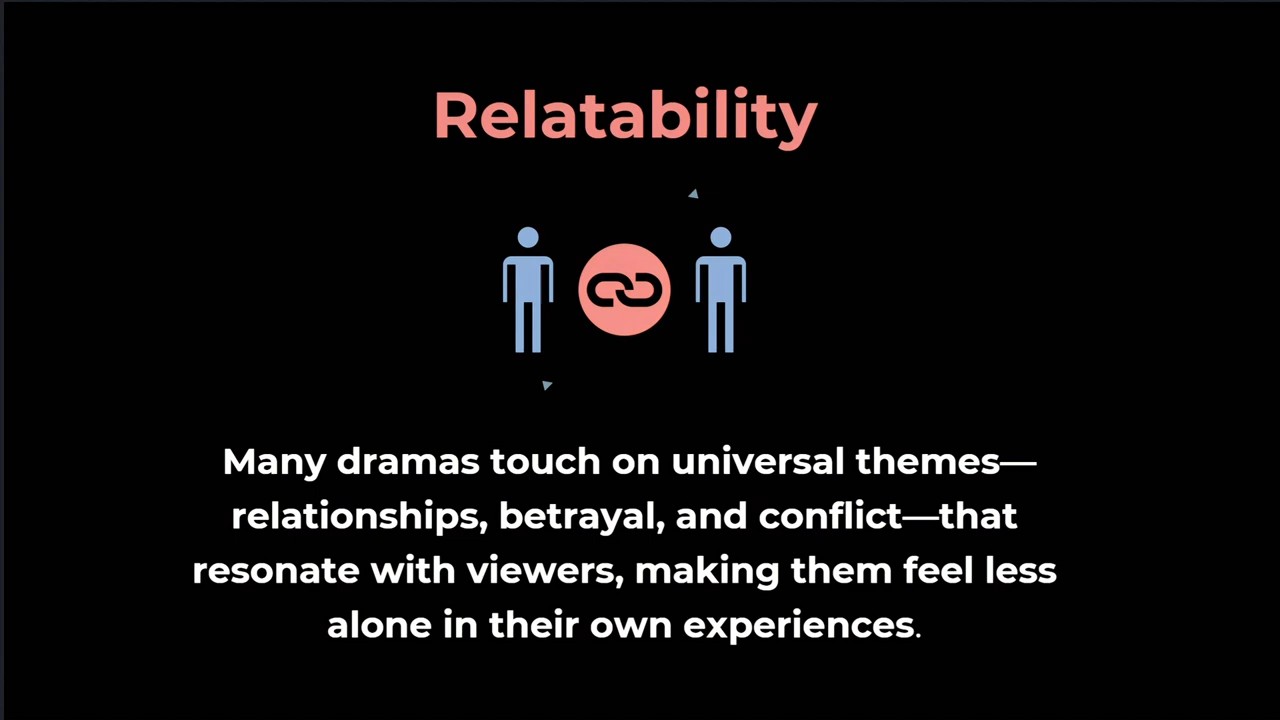 Relatability
Many dramas touch on universal themes—
relationships, betrayal, and conflict—that
resonate with viewers, making them feel less
alone in their own experiences.